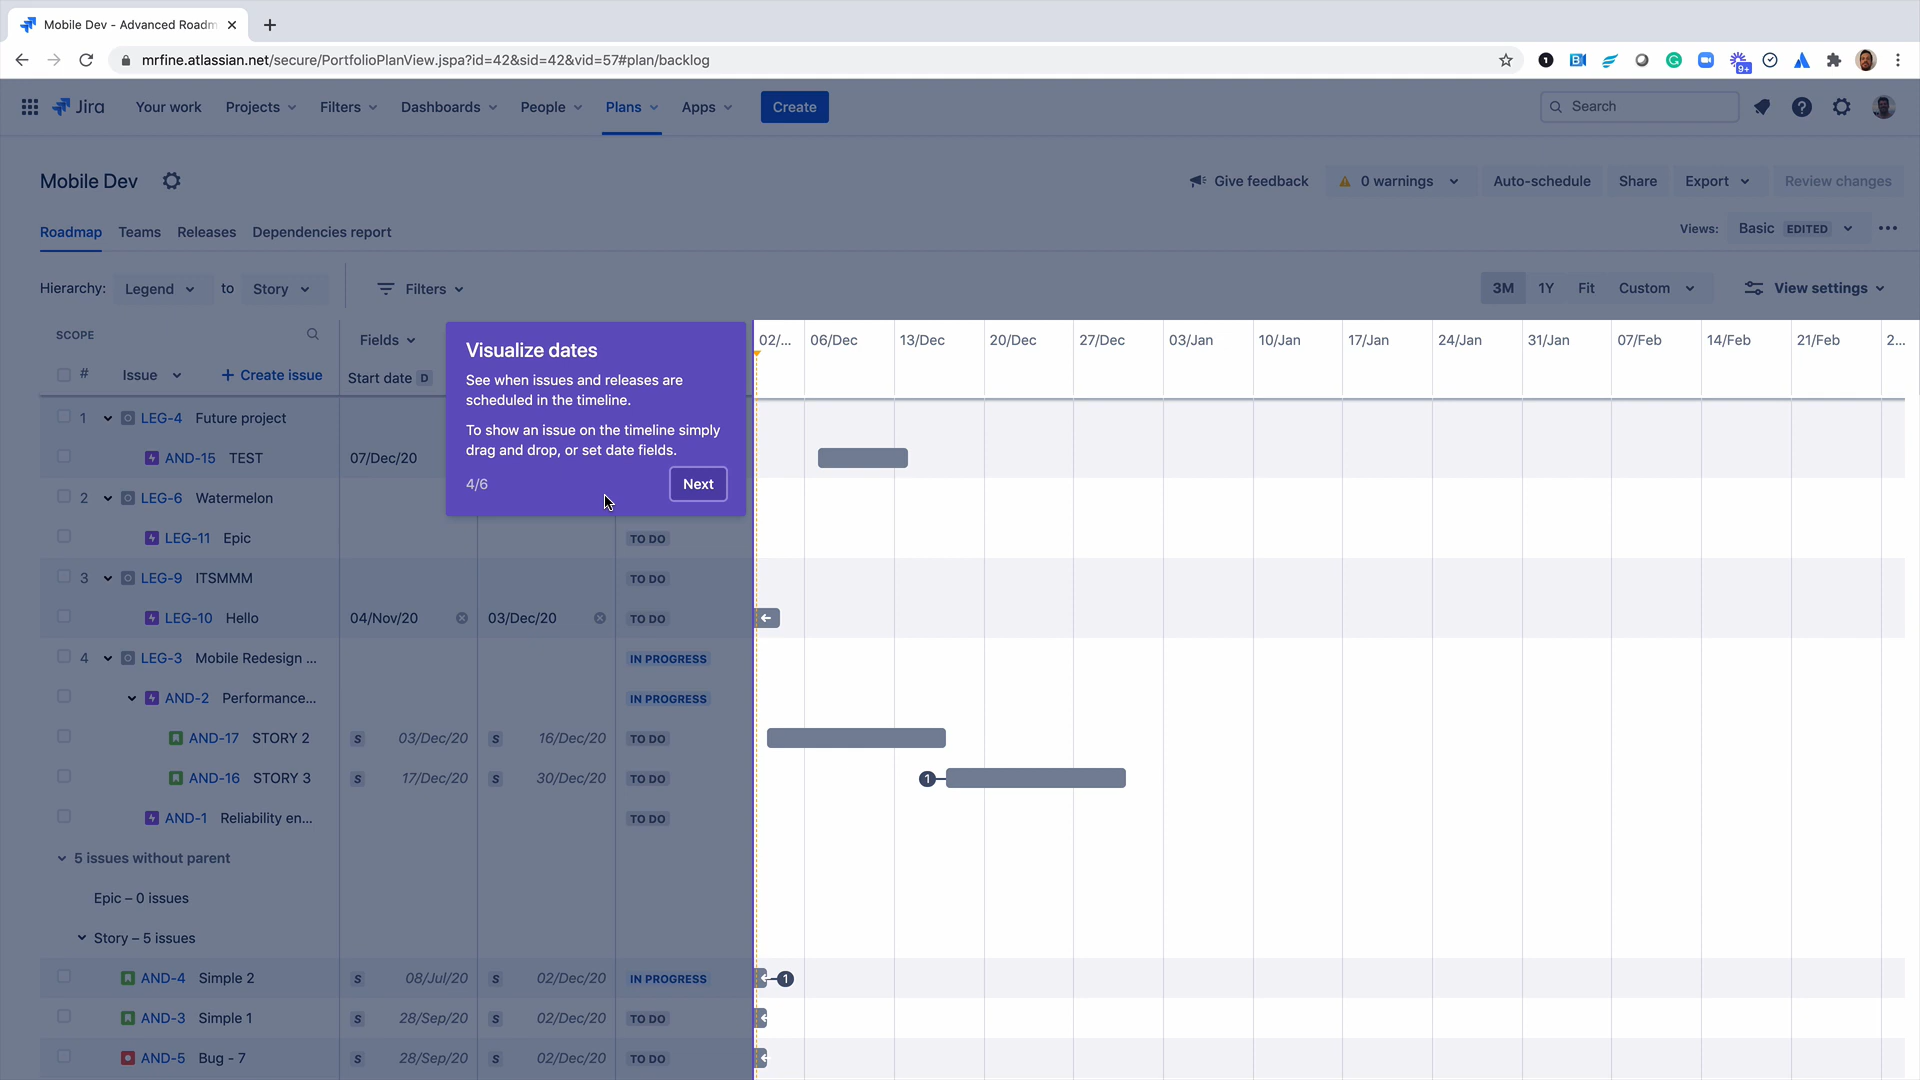 Mobile Dev - Advanced Roadm
mrfine.atlassian.net/secure/PortfolioPlanView.jspa?id=42&sid=42&vid=57#plan/backlog
1
9+
Jira Your work Projects Filters Dashboards People Plans Apps Create Search
Mobile Dev
Give feedback 0 warnings Auto-schedule Share Export Review changes
Roadmap Teams Releases Dependencies report
Views: Basic EDITED
Hierarchy: Legend to Story Filters
3M 1Y Fit Custom View settings
SCOPE
Fields
# Issue + Create issue
Start date D
Visualize dates
See when issues and releases are
scheduled in the timeline.
To show an issue on the timeline simply
drag and drop, or set date fields.
4/6 Next
02/... 06/Dec 13/Dec 20/Dec 27/Dec 03/Jan 10/Jan 17/Jan 24/Jan 31/Jan 07/Feb 14/Feb 21/Feb 2...
1 LEG-4 Future project
AND-15 TEST 07/Dec/20
2 LEG-6 Watermelon
LEG-11 Epic TO DO
3 LEG-9 ITSMMM TO DO
LEG-10 Hello 04/Nov/20 03/Dec/20 TO DO
4 LEG-3 Mobile Redesign ... IN PROGRESS
AND-2 Performance... IN PROGRESS
AND-17 STORY 2 S 03/Dec/20 S 16/Dec/20 TO DO
AND-16 STORY 3 S 17/Dec/20 S 30/Dec/20 TO DO 1
AND-1 Reliability en... TO DO
5 issues without parent
Epic – 0 issues
Story – 5 issues
AND-4 Simple 2 S 08/Jul/20 S 02/Dec/20 IN PROGRESS 1
AND-3 Simple 1 S 28/Sep/20 S 02/Dec/20 TO DO
AND-5 Bug - 7 S 28/Sep/20 S 02/Dec/20 TO DO